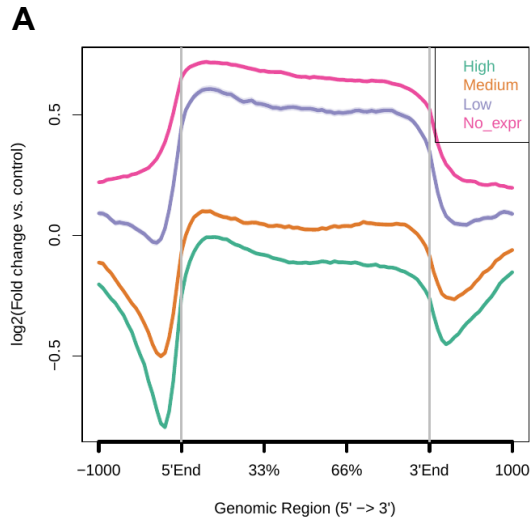 A
High
Medium
Low
No_expr
log2(Fold change vs. control)
0.5
0.0
−0.5
−1000 5'End 33% 66% 3'End 1000
Genomic Region (5' −> 3')